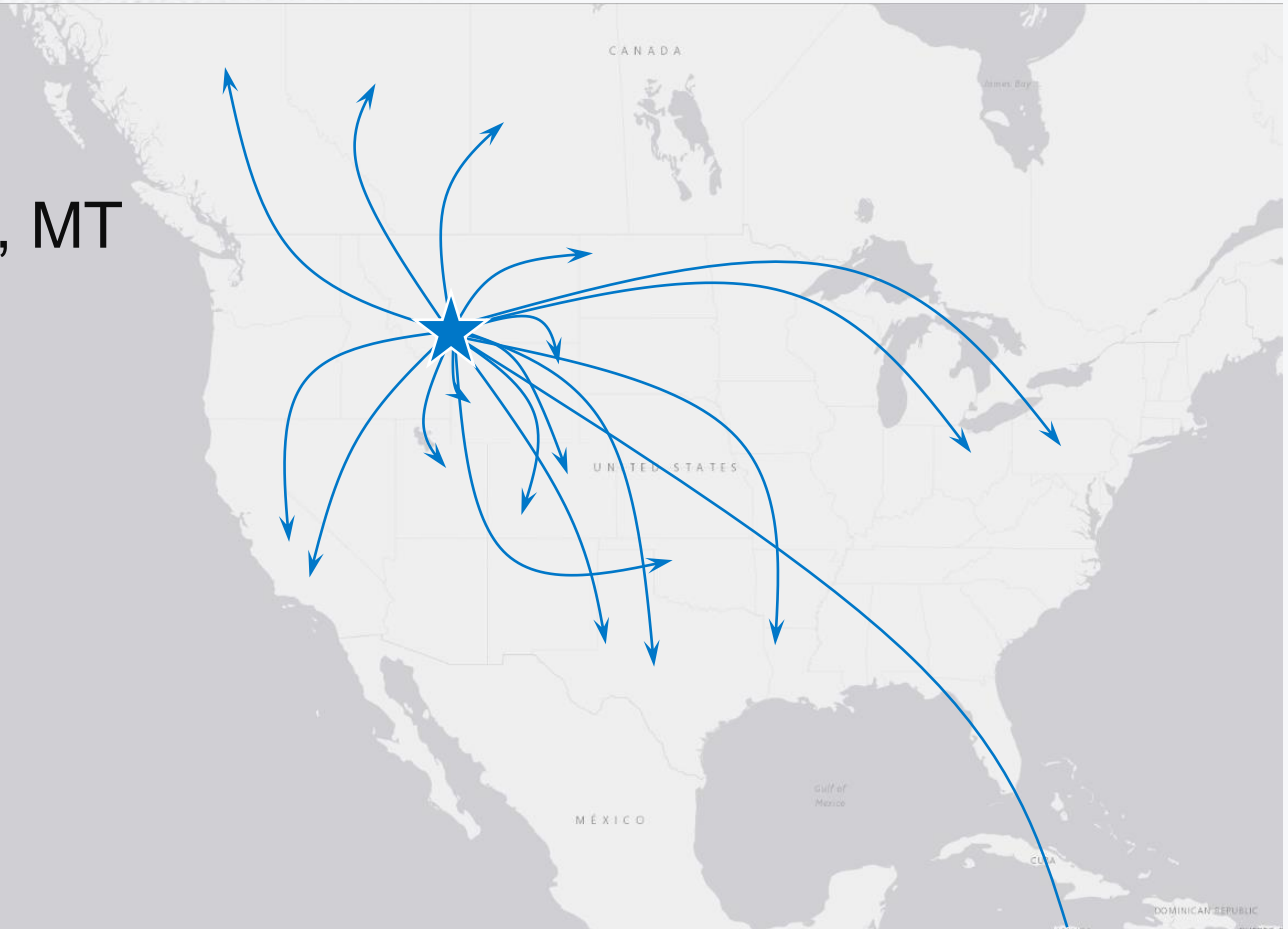 CANADA
James Bay
, MT
UNITED STATES
Gulf of
Mexico
MÉXICO
CUBA
DOMINICAN REPUBLIC